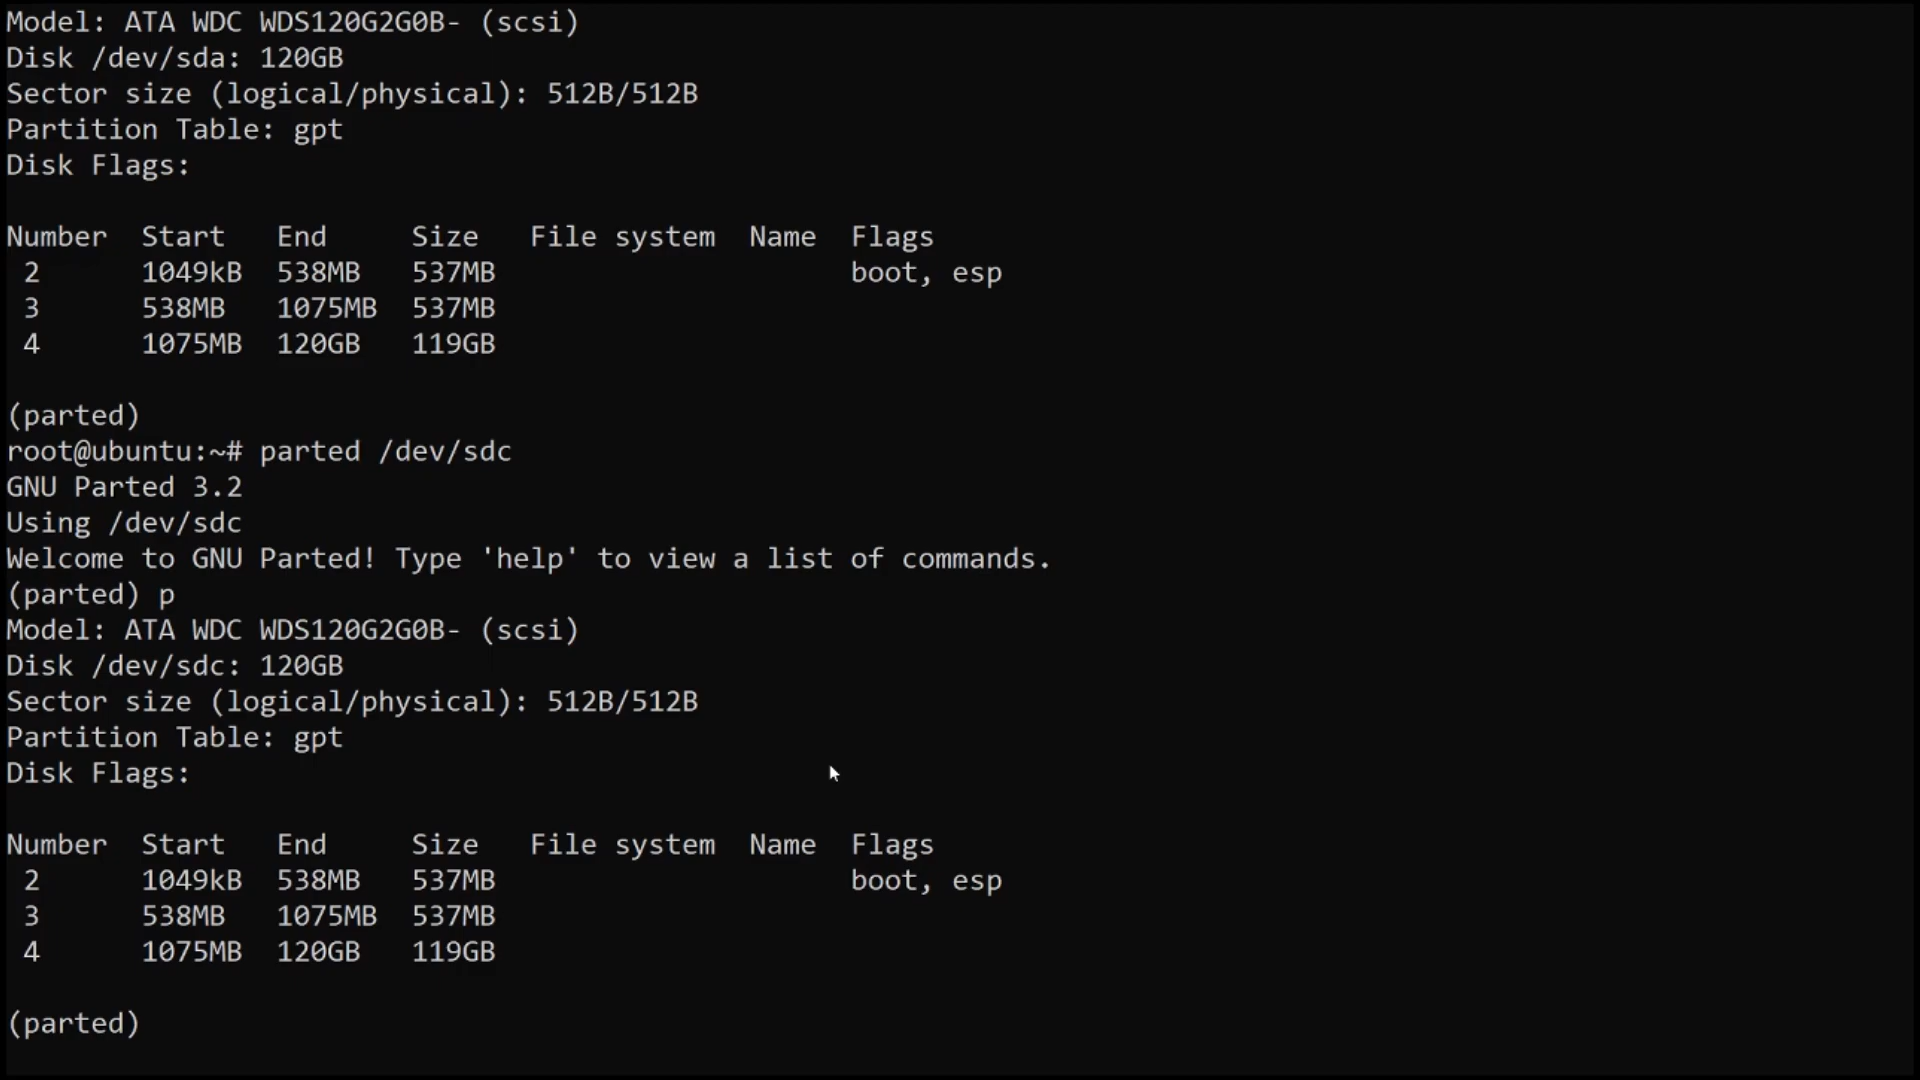 Model: ATA WDC WDS120G2G0B- (scsi)
Disk /dev/sda: 120GB
Sector size (logical/physical): 512B/512B
Partition Table: gpt
Disk Flags:
Number  Start   End     Size   File system  Name  Flags
 2      1049kB  538MB   537MB                     boot, esp
 3      538MB   1075MB  537MB
 4      1075MB  120GB   119GB
(parted)
root@ubuntu:~# parted /dev/sdc
GNU Parted 3.2
Using /dev/sdc
Welcome to GNU Parted! Type 'help' to view a list of commands.
(parted) p
Model: ATA WDC WDS120G2G0B- (scsi)
Disk /dev/sdc: 120GB
Sector size (logical/physical): 512B/512B
Partition Table: gpt
Disk Flags:
Number  Start   End     Size   File system  Name  Flags
 2      1049kB  538MB   537MB                     boot, esp
 3      538MB   1075MB  537MB
 4      1075MB  120GB   119GB
(parted)